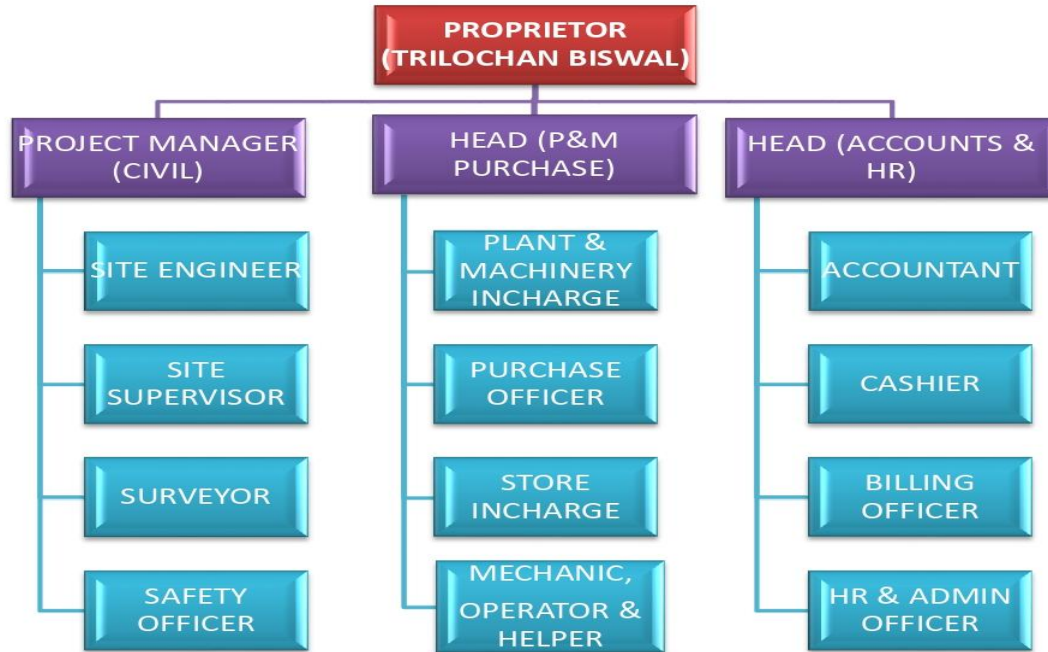 PROPRIETOR
(TRILOCHAN BISWAL)
PROJECT MANAGER
(CIVIL)
SITE ENGINEER
SITE
SUPERVISOR
SURVEYOR
SAFETY
OFFICER
HEAD (P&M
PURCHASE)
PLANT &
MACHINERY
INCHARGE
PURCHASE
OFFICER
STORE
INCHARGE
MECHANIC,
OPERATOR &
HELPER
HEAD (ACCOUNTS &
HR)
ACCOUNTANT
CASHIER
BILLING
OFFICER
HR & ADMIN
OFFICER